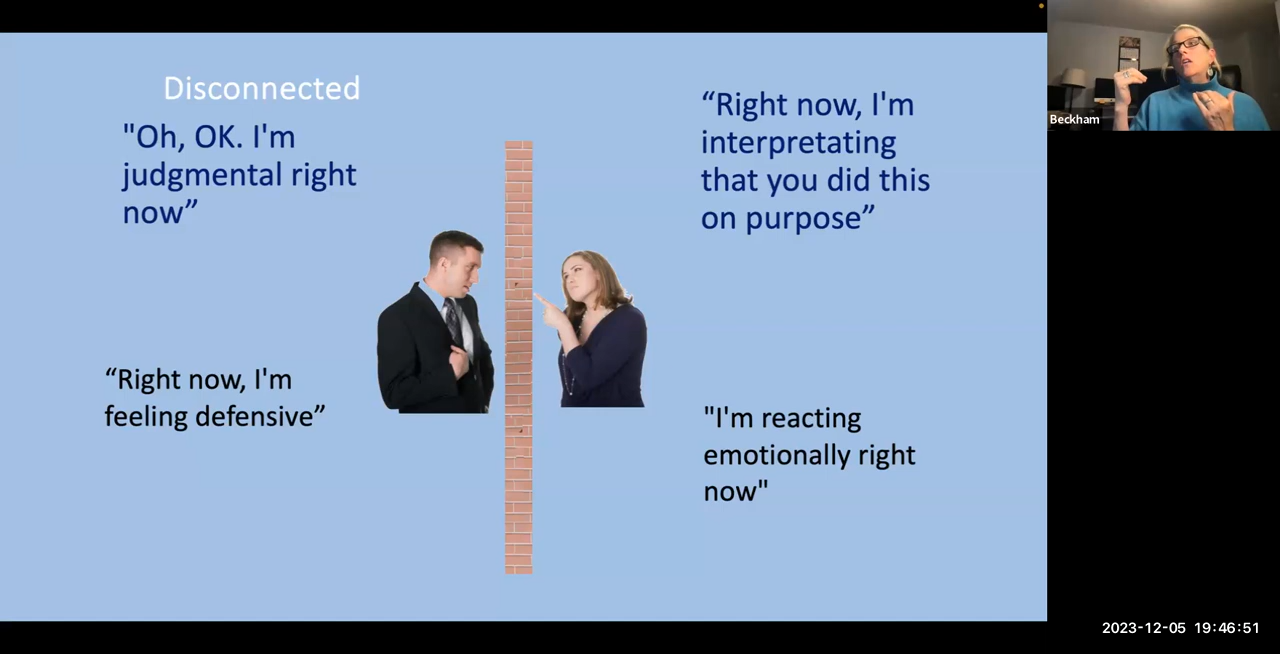 Disconnected
"Oh, OK. I'm
judgmental right
now”
“Right now, I'm
interpretating
that you did this
on purpose”
“Right now, I'm
feeling defensive”
"I'm reacting
emotionally right
now"
Beckham
2023-12-05 19:46:51